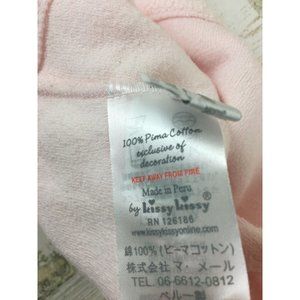 100% Pima Cotton
exclusive of
decoration
KEEP AWAY FROM FIRE
Made in Peru
by kissy kissy
RN 126186
www.kissykissyonline.com
綿100%(ピーマコットン)
株式会社マ・メール
TEL 06-6612-0812
ペルー製